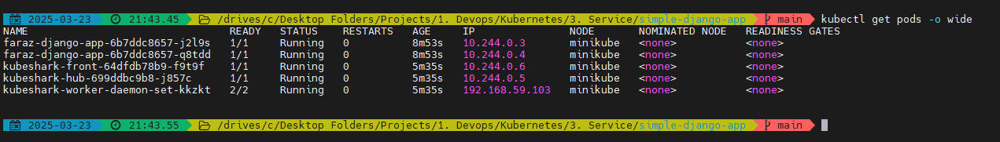 2025-03-23 21:43.45 /drives/c/Desktop Folders/Projects/1. Devops/Kubernetes/3. Service/simple-django-app main kubectl get pods -o wide
NAME READY STATUS RESTARTS AGE IP NODE NOMINATED NODE READINESS GATES
faraz-django-app-6b7ddc8657-j2l9s 1/1 Running 0 8m53s 10.244.0.3 minikube <none> <none>
faraz-django-app-6b7ddc8657-q8tdd 1/1 Running 0 8m53s 10.244.0.4 minikube <none> <none>
kubeshark-front-64dfdb78b9-f9t9f 1/1 Running 0 5m35s 10.244.0.6 minikube <none> <none>
kubeshark-hub-699ddbc9b8-j857c 1/1 Running 0 5m35s 10.244.0.5 minikube <none> <none>
kubeshark-worker-daemon-set-kkzkt 2/2 Running 0 5m35s 192.168.59.103 minikube <none> <none>
2025-03-23 21:43.55 /drives/c/Desktop Folders/Projects/1. Devops/Kubernetes/3. Service/simple-django-app main